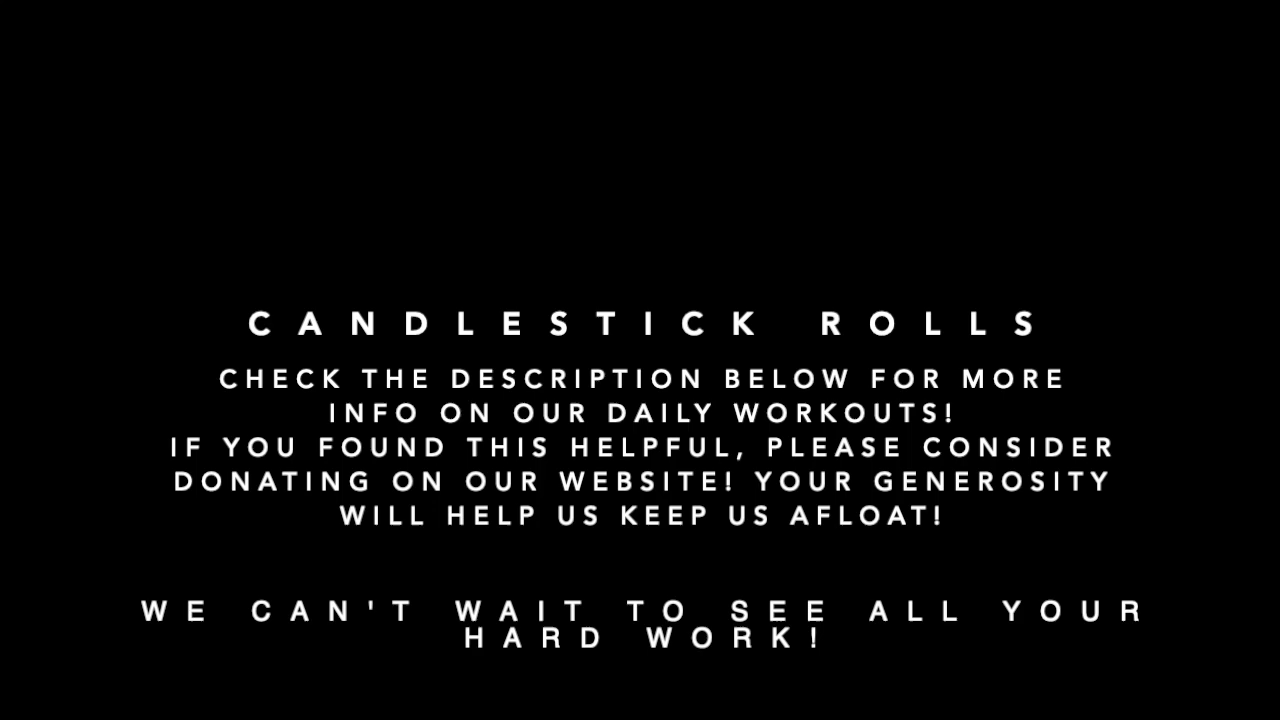 CANDLESTICK ROLLS
CHECK THE DESCRIPTION BELOW FOR MORE
INFO ON OUR DAILY WORKOUTS!
IF YOU FOUND THIS HELPFUL, PLEASE CONSIDER
DONATING ON OUR WEBSITE! YOUR GENEROSITY
WILL HELP US KEEP US AFLOAT!
WE CAN'T WAIT TO SEE ALL YOUR
HARD WORK!